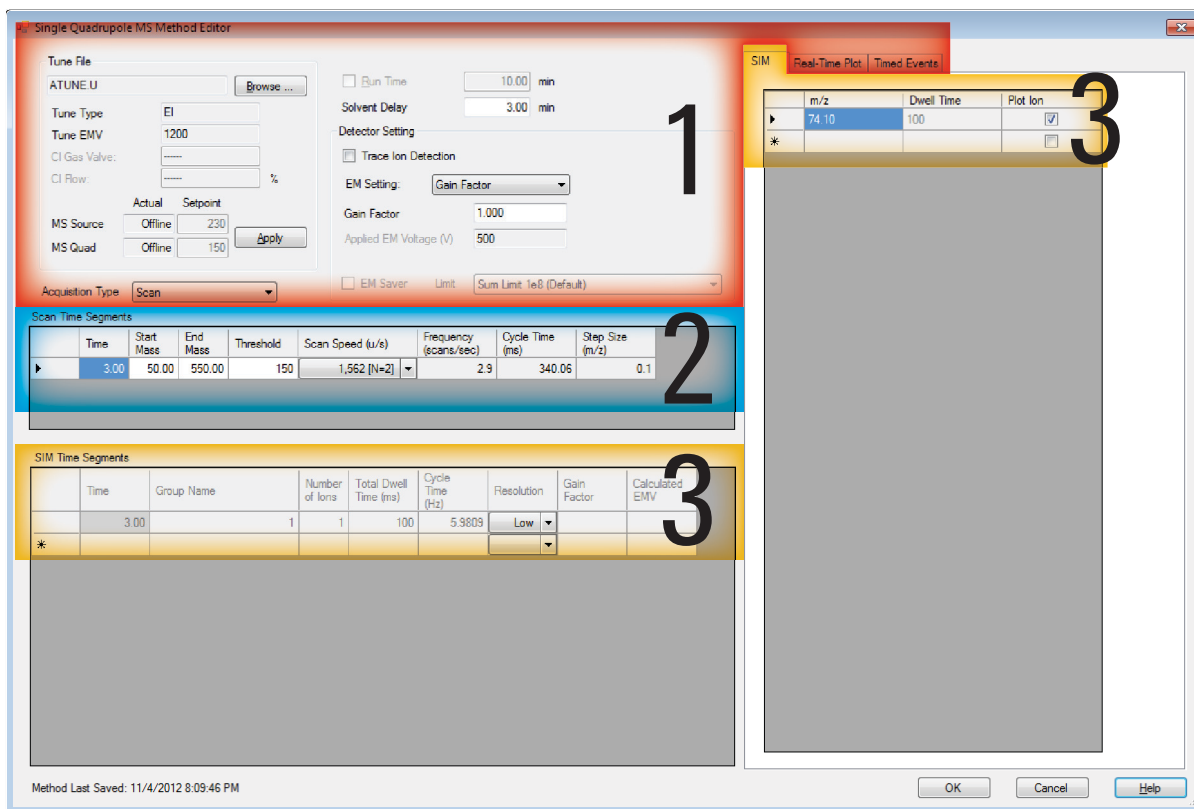 Single Quadrupole MS Method Editor
Tune File
ATUNE.U Browse ...
Tune Type EI
Tune EMV 1200
CI Gas Valve: ------
CI Flow: ------ %
Actual Setpoint
MS Source Offline 230
MS Quad Offline 150
Apply
Acquisition Type Scan
Run Time 10.00 min
Solvent Delay 3.00 min
Detector Setting
Trace Ion Detection
EM Setting: Gain Factor
Gain Factor 1.000
Applied EM Voltage (V) 500
EM Saver Limit Sum Limit 1e8 (Default)
1
SIM Real-Time Plot Timed Events
m/z Dwell Time Plot Ion
74.10 100
3
Scan Time Segments
Time Start Mass End Mass Threshold Scan Speed (u/s) Frequency (scans/sec) Cycle Time (ms) Step Size (m/z)
3.00 50.00 550.00 150 1,562 [N=2] 2.9 340.06 0.1
2
SIM Time Segments
Time Group Name Number of Ions Total Dwell Time (ms) Cycle Time (Hz) Resolution Gain Factor Calculated EMV
3.00 1 1 100 5.9809 Low
3
Method Last Saved: 11/4/2012 8:09:46 PM
OK Cancel Help